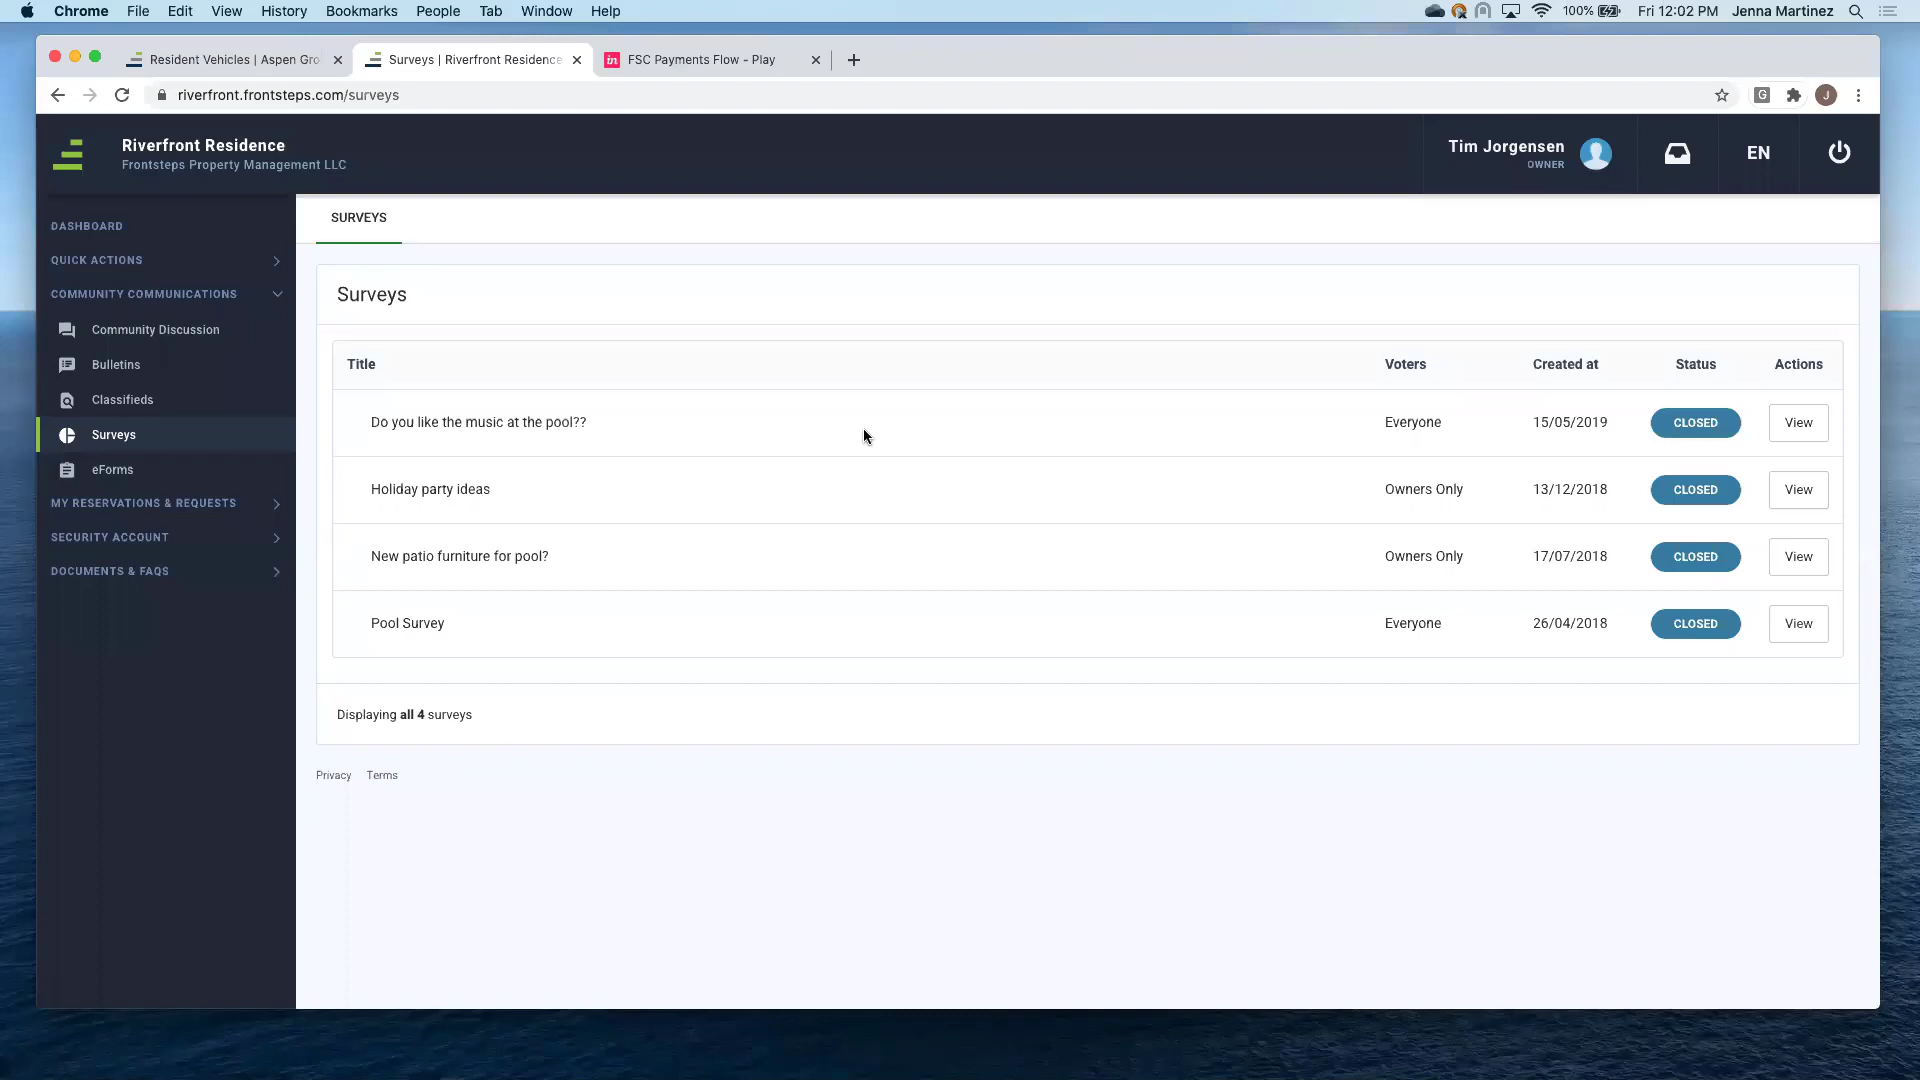 Chrome File Edit View History Bookmarks People Tab Window Help 100% Fri 12:02 PM Jenna Martinez
Resident Vehicles | Aspen Gro Surveys | Riverfront Residence FSC Payments Flow - Play
riverfront.frontsteps.com/surveys G J
Riverfront Residence
Frontsteps Property Management LLC
Tim Jorgensen
OWNER
EN
DASHBOARD
QUICK ACTIONS
COMMUNITY COMMUNICATIONS
Community Discussion
Bulletins
Classifieds
Surveys
eForms
MY RESERVATIONS & REQUESTS
SECURITY ACCOUNT
DOCUMENTS & FAQS
SURVEYS
Surveys
Title Voters Created at Status Actions
Do you like the music at the pool?? Everyone 15/05/2019 CLOSED View
Holiday party ideas Owners Only 13/12/2018 CLOSED View
New patio furniture for pool? Owners Only 17/07/2018 CLOSED View
Pool Survey Everyone 26/04/2018 CLOSED View
Displaying all 4 surveys
Privacy Terms